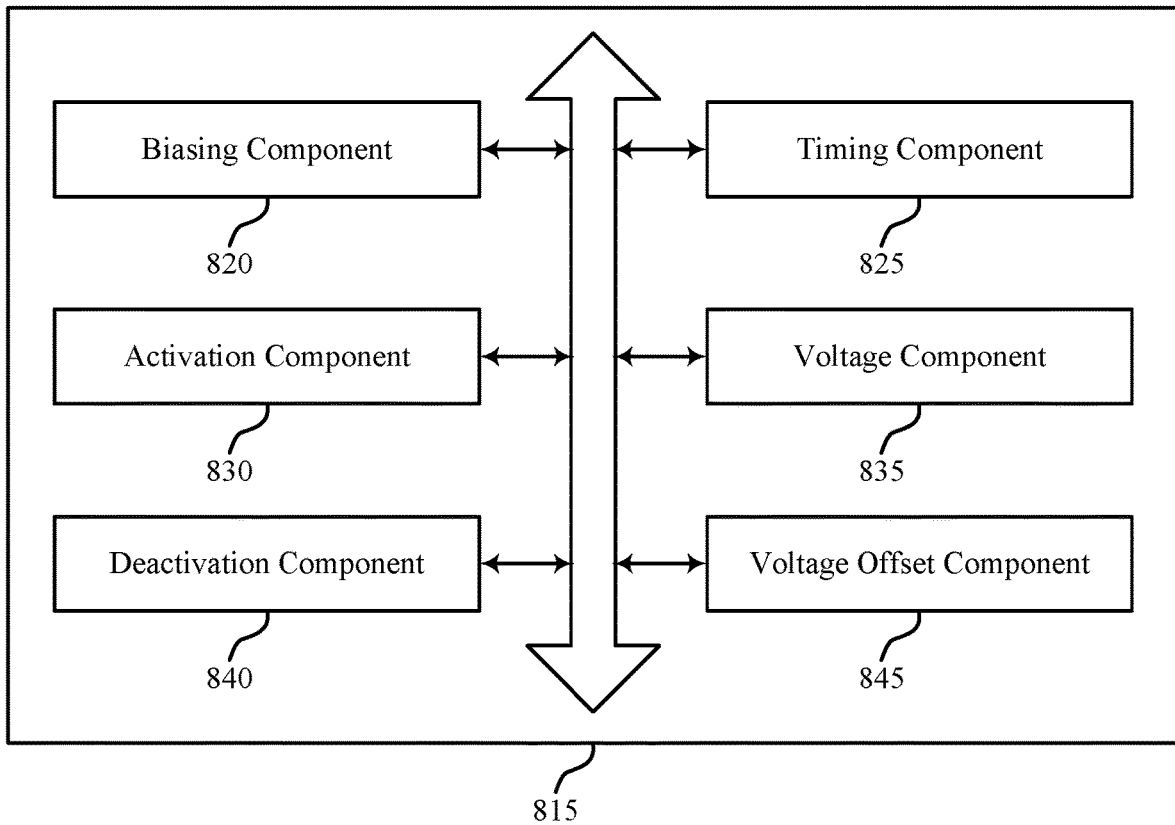 Biasing Component
Timing Component
820
825
Activation Component
Voltage Component
830
835
Deactivation Component
Voltage Offset Component
840
845
815